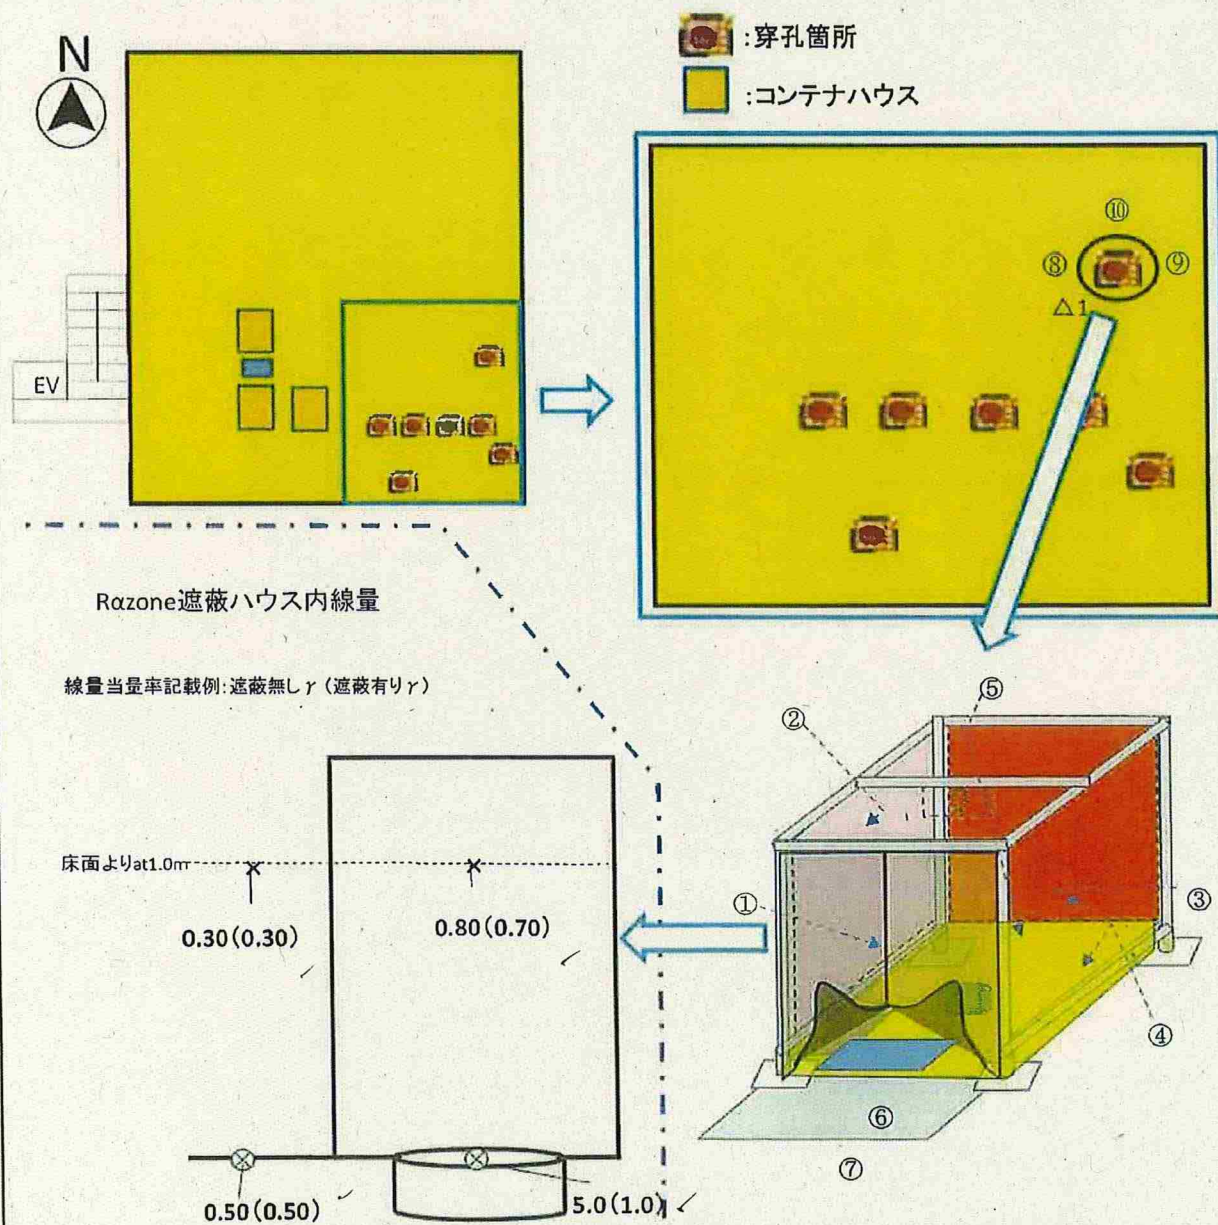 N
:穿孔箇所
:コンテナハウス
EV
⑩
⑧
⑨
△1
Rαzone遮蔽ハウス内線量
線量当量率記載例:遮蔽無しγ(遮蔽有りγ)
床面よりat1.0m
0.30(0.30)
0.80(0.70)
0.50(0.50)
5.0(1.0)
②
⑤
①
③
④
⑥
⑦